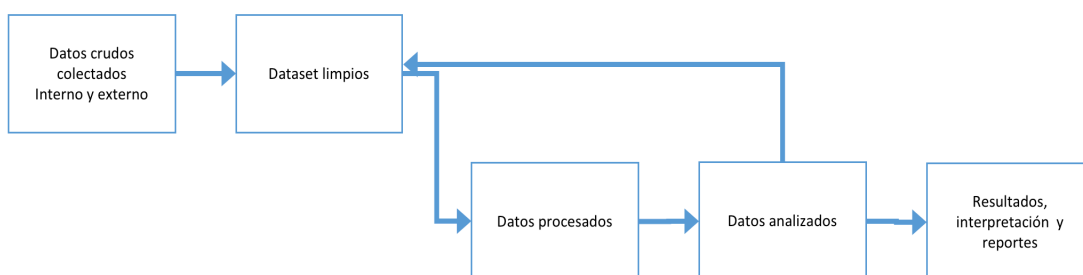 Datos crudos
colectados
Interno y externo
Dataset limpios
Datos procesados
Datos analizados
Resultados,
interpretación  y
reportes